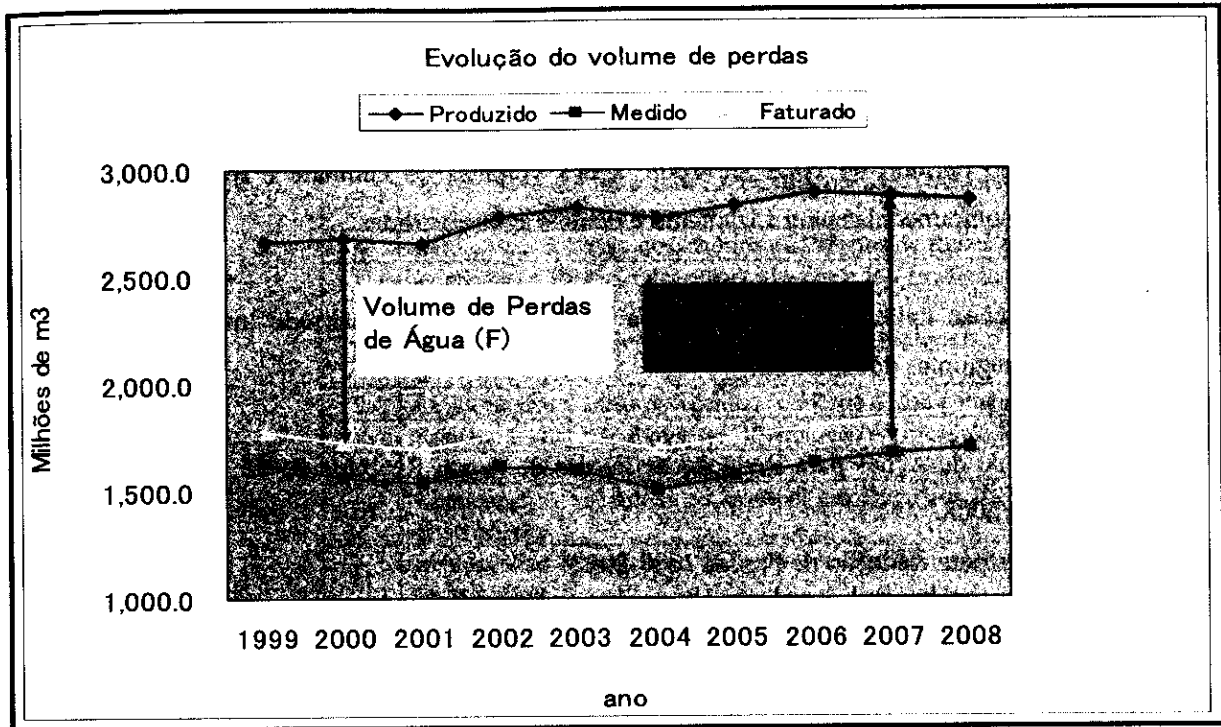 Evolução do volume de perdas
Produzido Medido Faturado
3,000.0
2,500.0
2,000.0
1,500.0
1,000.0
Milhões de m3
Volume de Perdas
de Água (F)
1999 2000 2001 2002 2003 2004 2005 2006 2007 2008
ano